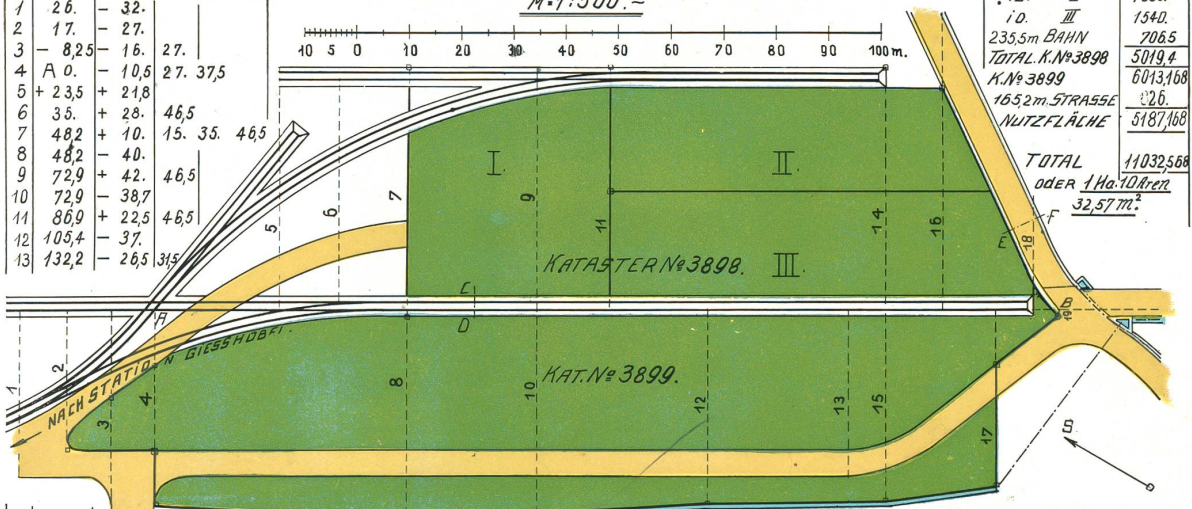 M=1:500.~
1 26. - 32.
2 17. - 27.
3 - 8,25 - 16. 27.
4 A 0. - 10,5 27. 37,5
5 + 23,5 + 21,8
6 35. + 28. 46,5
7 48,2 + 10. 15. 35. 46,5
8 48,2 - 40.
9 72,9 + 42. 46,5
10 72,9 - 38,7
11 86,9 + 22,5 46,5
12 105,4 - 37.
13 132,2 - 26,5 31,5
10 5 0 10 20 30 40 50 60 70 80 90 100 m.
i.D. III 1540.
235,5m BAHN 706.5
TOTAL.K.No3898 5019,4
K.No3899 6013,168
165,2m.STRASSE 826.
NUTZFLÄCHE 5187,168
TOTAL 11032,568
ODER 1 Ha.10 Aren
32,57 m².
I.
II.
III.
KATASTER No 3898.
KAT. No 3899.
NACH STATION GIESSHÜBEL.
A
B
C
D
E
F
S.
1
2
3
4
5
6
7
8
9
10
11
12
13
14
15
16
17
18
19